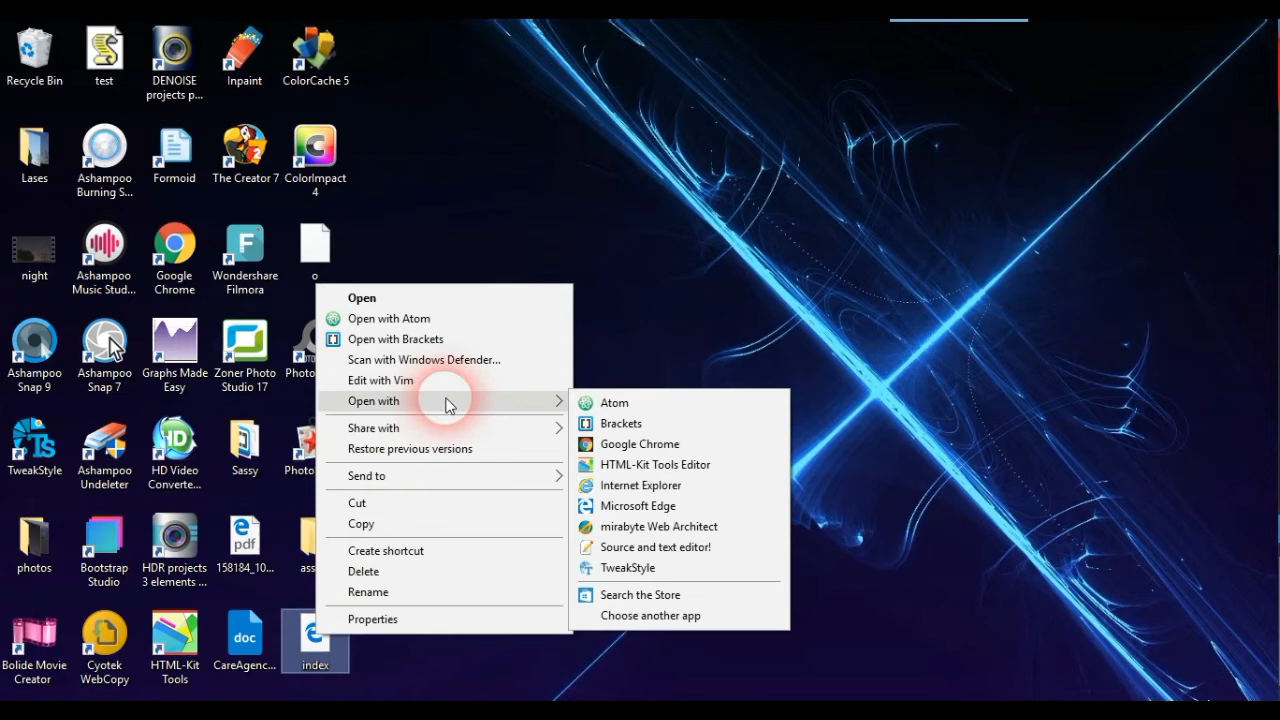 Recycle Bin
test
DENOISE
projects p...
Inpaint
ColorCache 5
Lases
Ashampoo
Burning S...
Formoid
The Creator 7
ColorImpact
4
night
Ashampoo
Music Stud...
Google
Chrome
Wondershare
Filmora
o
Ashampoo
Snap 9
Ashampoo
Snap 7
Graphs Made
Easy
Zoner Photo
Studio 17
TweakStyle
Ashampoo
Undeleter
HD Video
Converte...
Sassy
photos
Bootstrap
Studio
HDR projects
3 elements ...
pdf
158184_10...
Bolide Movie
Creator
Cyotek
WebCopy
HTML-Kit
Tools
doc
CareAgenc...
index
Open
Open with Atom
Open with Brackets
Scan with Windows Defender...
Edit with Vim
Open with
Share with
Restore previous versions
Send to
Cut
Copy
Create shortcut
Delete
Rename
Properties
Atom
Brackets
Google Chrome
HTML-Kit Tools Editor
Internet Explorer
Microsoft Edge
mirabyte Web Architect
Source and text editor!
TweakStyle
Search the Store
Choose another app